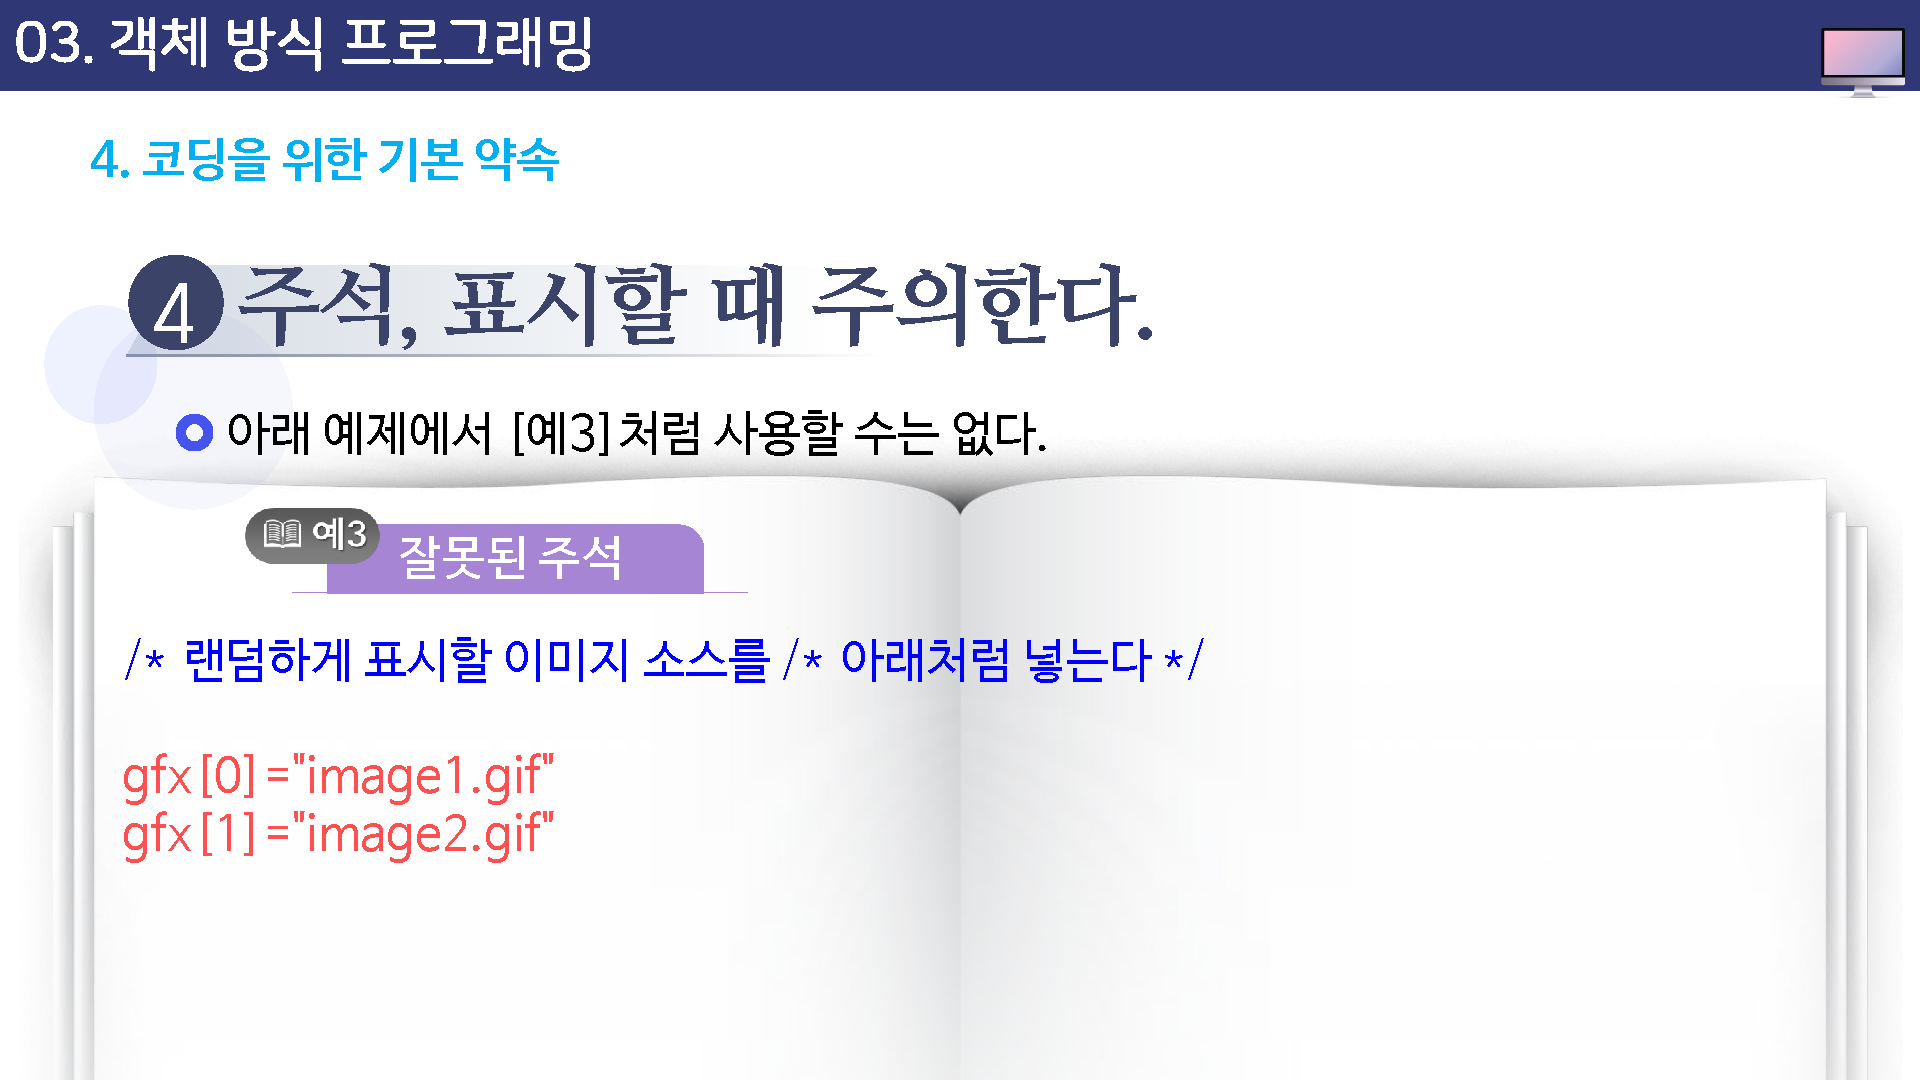 03. 객체 방식 프로그래밍
4. 코딩을 위한 기본 약속
4 주석, 표시할 때 주의한다.
아래 예제에서 [예3]처럼 사용할 수는 없다.
예3
잘못된 주석
/* 랜덤하게 표시할 이미지 소스를 /* 아래처럼 넣는다 */
gfx[0]="image1.gif"
gfx[1]="image2.gif"